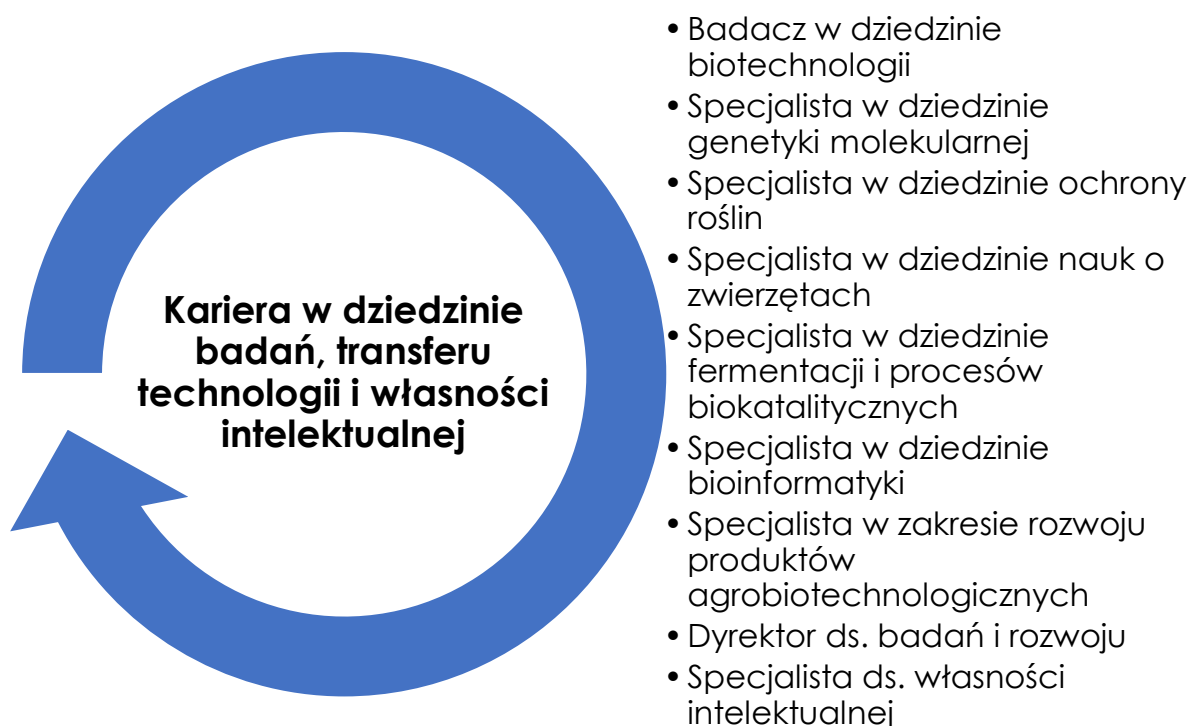 Kariera w dziedzinie
badań, transferu
technologii i własności
intelektualnej
• Badacz w dziedzinie
biotechnologii
• Specjalista w dziedzinie
genetyki molekularnej
• Specjalista w dziedzinie ochrony
roślin
• Specjalista w dziedzinie nauk o
zwierzętach
• Specjalista w dziedzinie
fermentacji i procesów
biokatalitycznych
• Specjalista w dziedzinie
bioinformatyki
• Specjalista w zakresie rozwoju
produktów
agrobiotechnologicznych
• Dyrektor ds. badań i rozwoju
• Specjalista ds. własności
intelektualnej